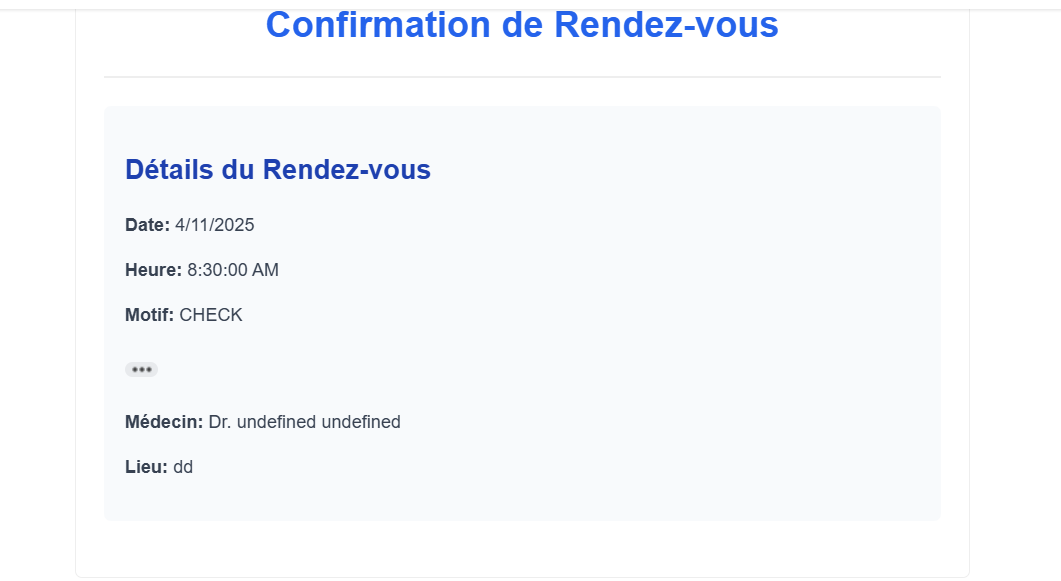 Confirmation de Rendez-vous
Détails du Rendez-vous
Date: 4/11/2025
Heure: 8:30:00 AM
Motif: CHECK
•••
Médecin: Dr. undefined undefined
Lieu: dd